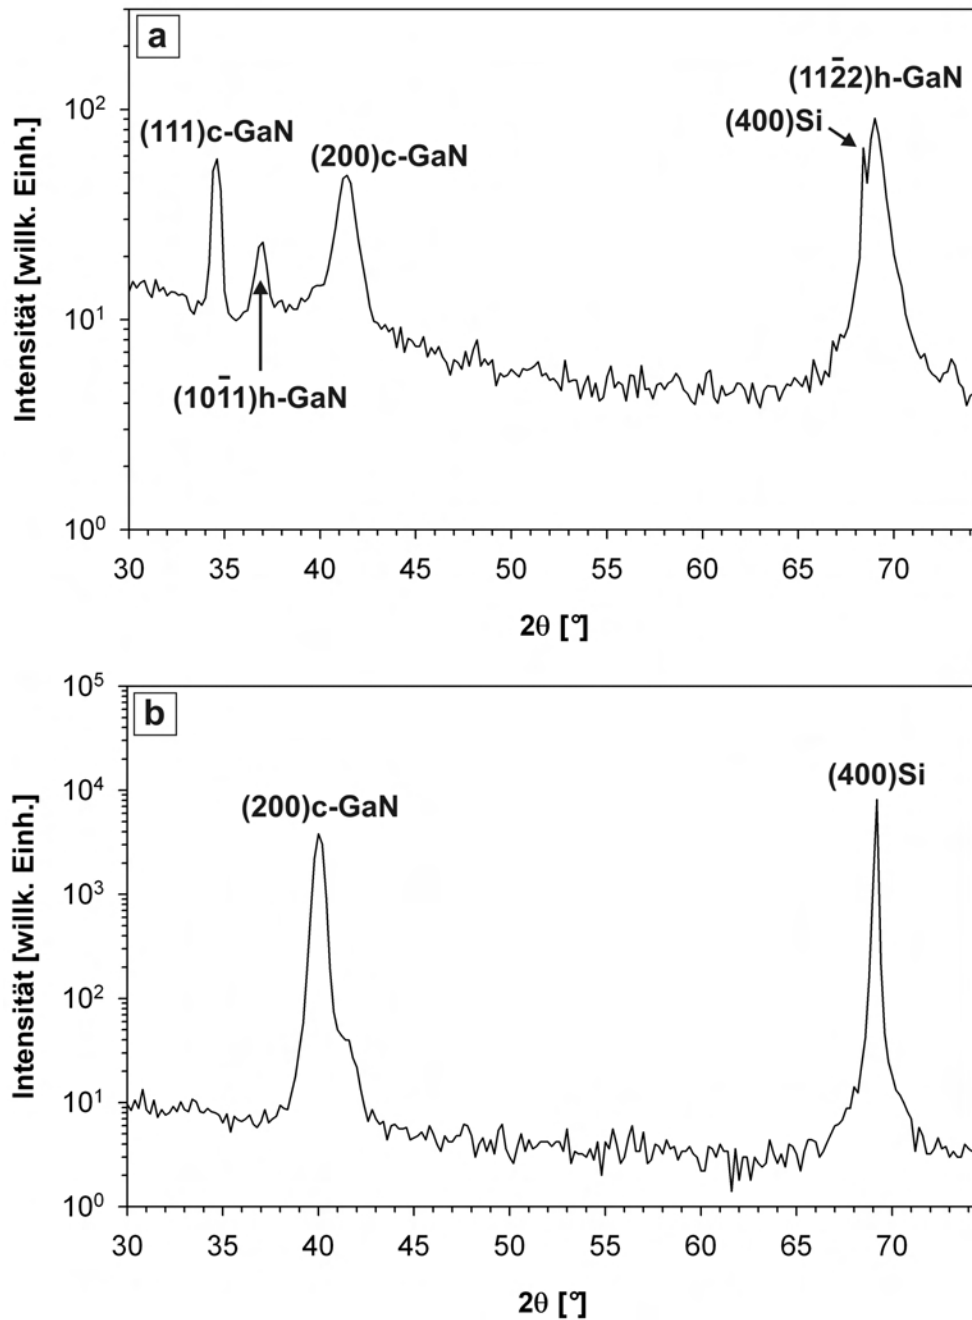 a
(112̄2)h-GaN
(400)Si
(111)c-GaN
(200)c-GaN
(101̄1)h-GaN
Intensität [willk. Einh.]
10²
10¹
10⁰
30 35 40 45 50 55 60 65 70
2θ [°]
b
(200)c-GaN
(400)Si
Intensität [willk. Einh.]
10⁵
10⁴
10³
10²
10¹
10⁰
30 35 40 45 50 55 60 65 70
2θ [°]